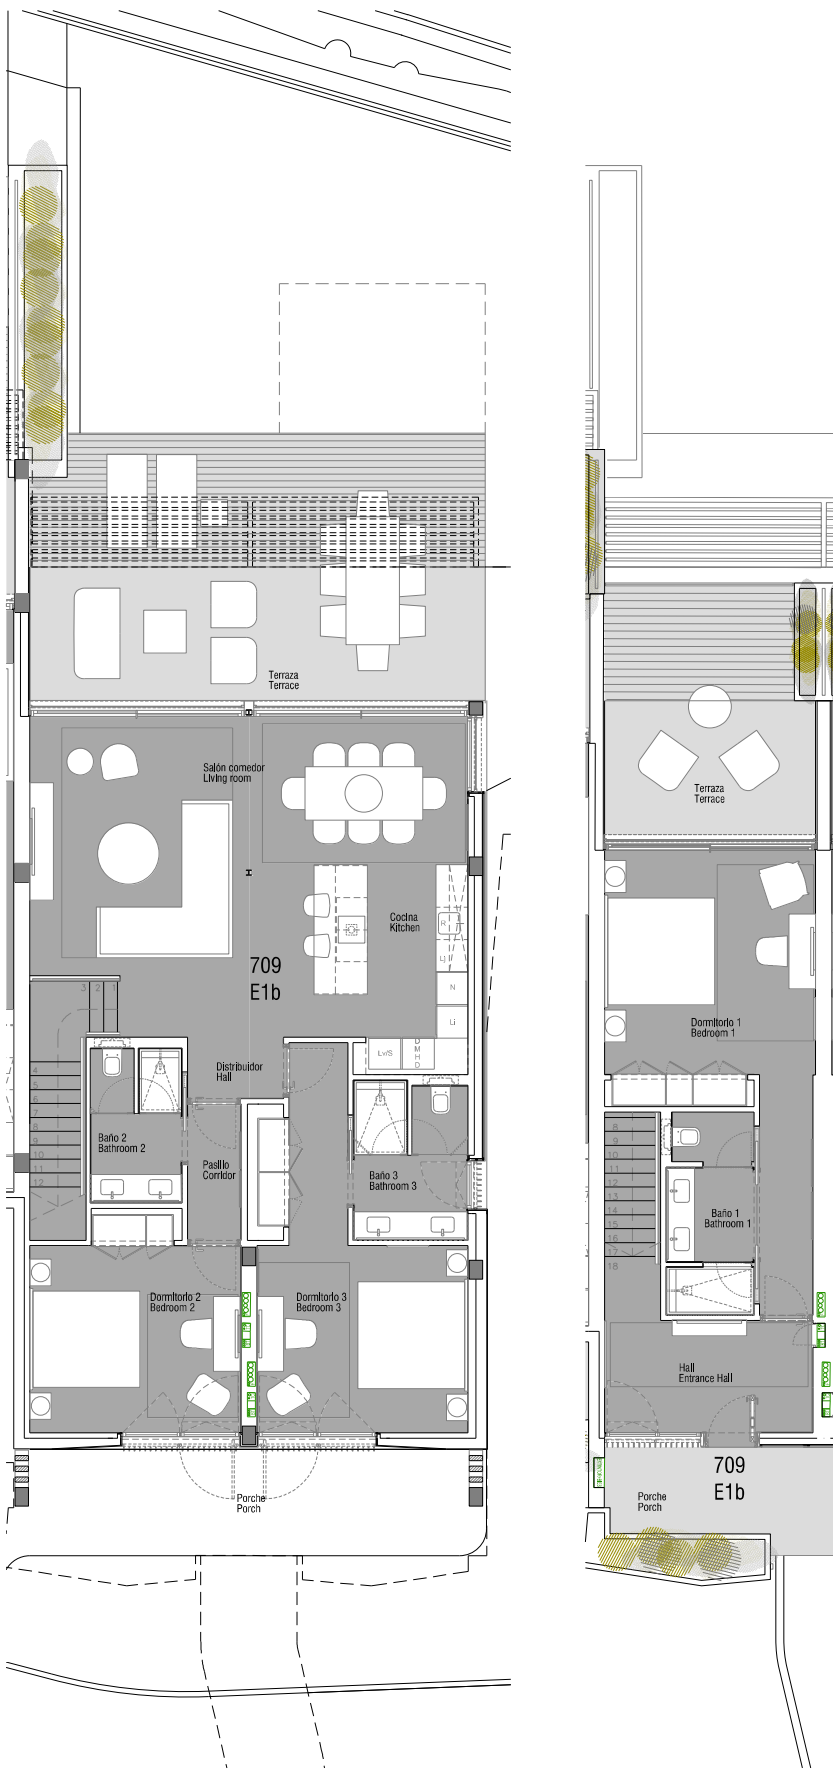 Terraza
Terrace
Salón comedor
Living room
Cocina
Kitchen
R
Lj
N
Li
709
E1b
3 2 1
Distribuidor
Hall
Lv/S
D
M
H
D
4
5
6
7
8
9
10
11
12
Baño 2
Bathroom 2
Pasillo
Corridor
Baño 3
Bathroom 3
Dormitorio 2
Bedroom 2
Dormitorio 3
Bedroom 3
Porche
Porch
Terraza
Terrace
Dormitorio 1
Bedroom 1
8
9
10
11
12
13
14
15
16
17
18
Baño 1
Bathroom 1
Hall
Entrance Hall
709
E1b
Porche
Porch